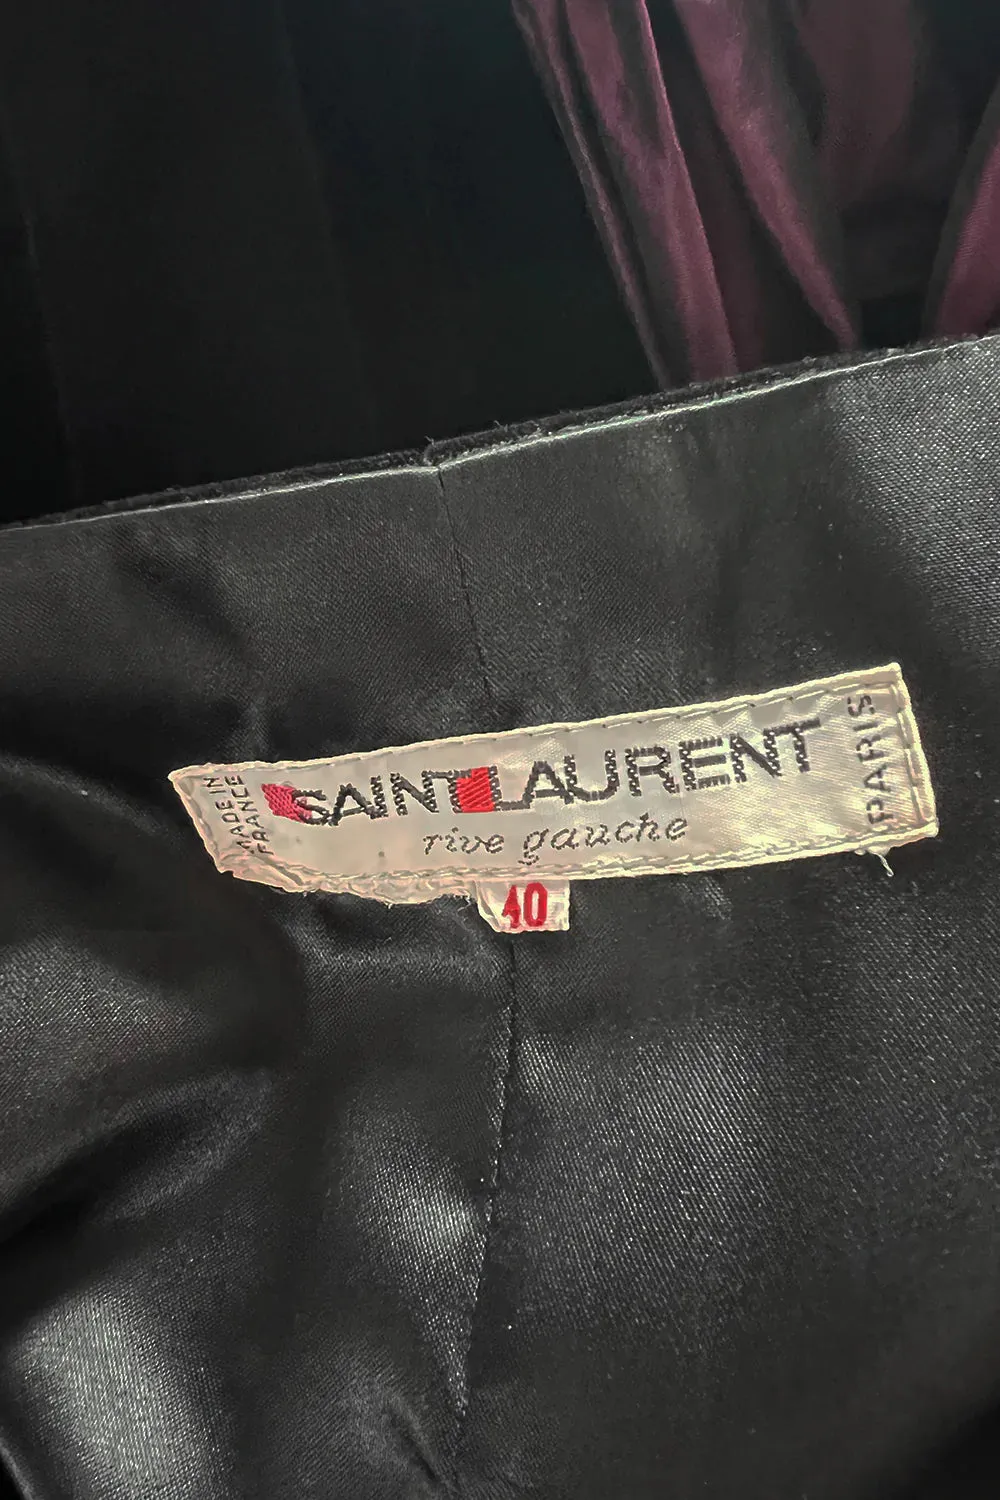 MADE IN
FRANCE
SAINT LAURENT
rive gauche
PARIS
40